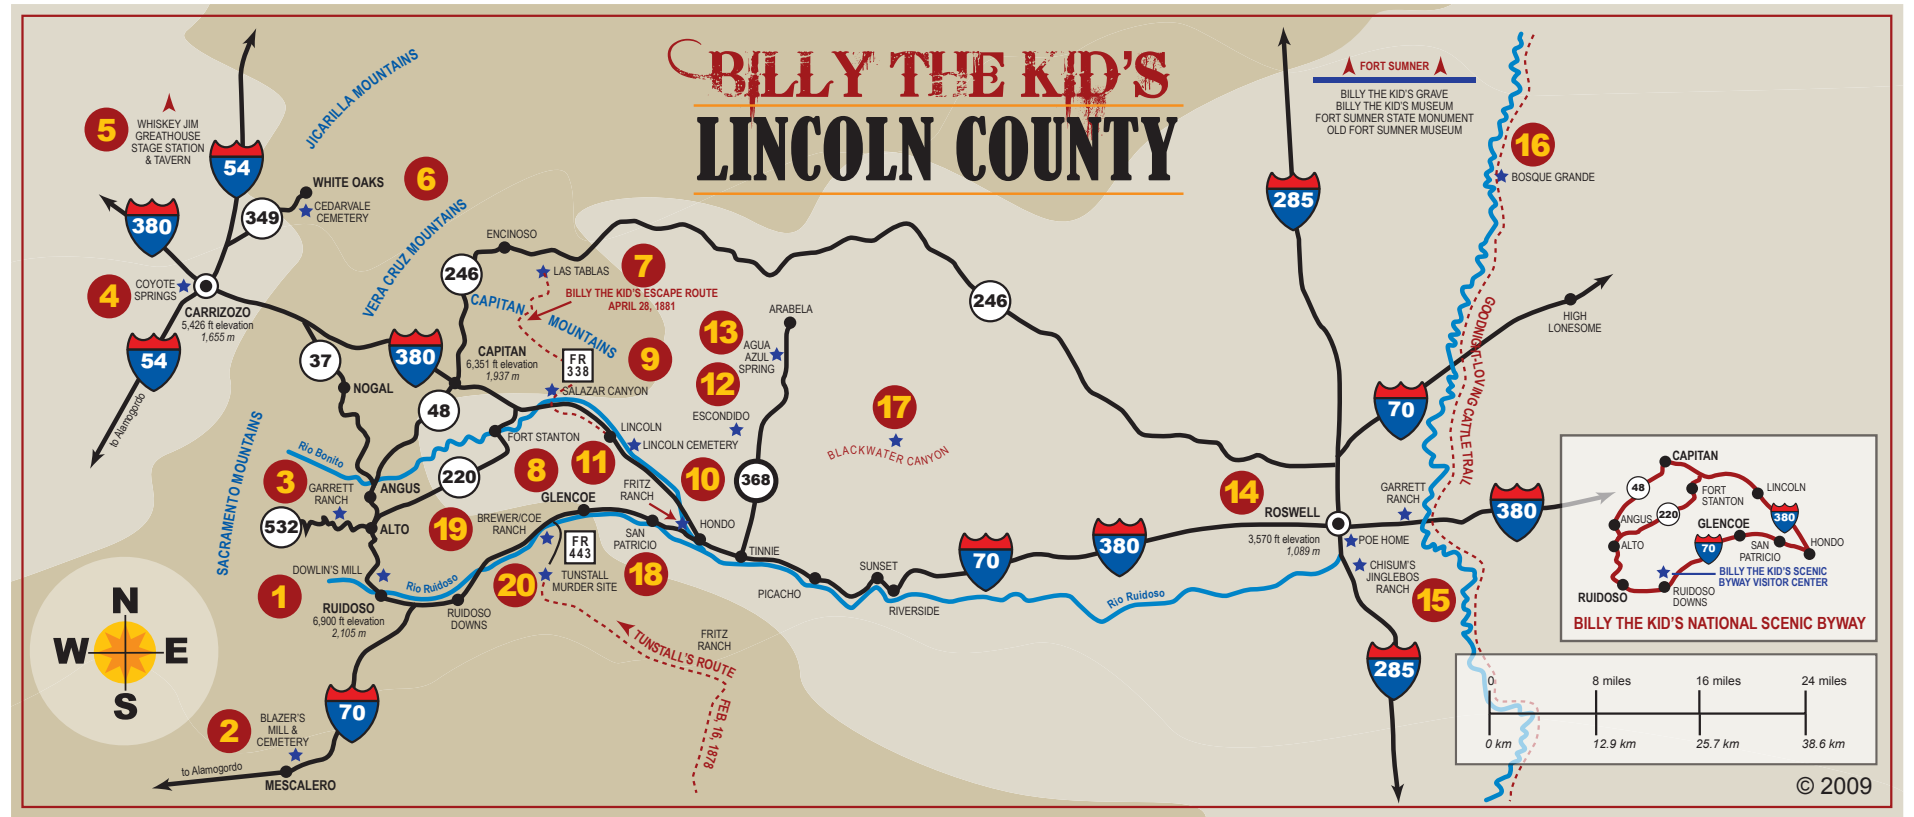 BILLY THE KID'S
LINCOLN COUNTY
FORT SUMNER
BILLY THE KID'S GRAVE
BILLY THE KID'S MUSEUM
FORT SUMNER STATE MONUMENT
OLD FORT SUMNER MUSEUM
5
WHISKEY JIM
GREATHOUSE
STAGE STATION
& TAVERN
54
JICARILLA MOUNTAINS
6
WHITE OAKS
CEDARVALE
CEMETERY
349
380
4
COYOTE
SPRINGS
CARRIZOZO
5,426 ft elevation
1,655 m
54
to Alamogordo
VERA CRUZ MOUNTAINS
37
NOGAL
380
246
ENCINOSO
LAS TABLAS
7
BILLY THE KID'S ESCAPE ROUTE
APRIL 28, 1881
CAPITAN
MOUNTAINS
CAPITAN
6,351 ft elevation
1,937 m
FR
338
9
SALAZAR CANYON
48
FORT STANTON
LINCOLN
LINCOLN CEMETERY
220
8
11
10
FRITZ
RANCH
HONDO
13
AGUA
AZUL
SPRING
ARABELA
12
ESCONDIDO
368
17
BLACKWATER CANYON
246
285
16
BOSQUE GRANDE
GOODNIGHT-LOVING CATTLE TRAIL
HIGH
LONESOME
70
SACRAMENTO MOUNTAINS
Rio Bonito
3
GARRETT
RANCH
532
ANGUS
ALTO
19
BREWER/COE
RANCH
GLENCOE
FR
443
SAN
PATRICIO
18
20
TUNSTALL
MURDER SITE
TINNIE
PICACHO
SUNSET
RIVERSIDE
70
380
Rio Ruidoso
14
ROSWELL
3,570 ft elevation
1,089 m
GARRETT
RANCH
380
POE HOME
CHISUM'S
JINGLEBOS
RANCH
15
285
1
DOWLIN'S MILL
RUIDOSO
6,900 ft elevation
2,105 m
Rio Ruidoso
RUIDOSO
DOWNS
TUNSTALL'S ROUTE
FEB. 16, 1878
FRITZ
RANCH
N
W
E
S
2
BLAZER'S
MILL &
CEMETERY
70
to Alamogordo
MESCALERO
CAPITAN
48
FORT
STANTON
LINCOLN
220
380
ANGUS
GLENCOE
ALTO
70
SAN
PATRICIO
HONDO
BILLY THE KID'S SCENIC
BYWAY VISITOR CENTER
RUIDOSO
RUIDOSO
DOWNS
BILLY THE KID'S NATIONAL SCENIC BYWAY
0
8 miles
16 miles
24 miles
0 km
12.9 km
25.7 km
38.6 km
© 2009